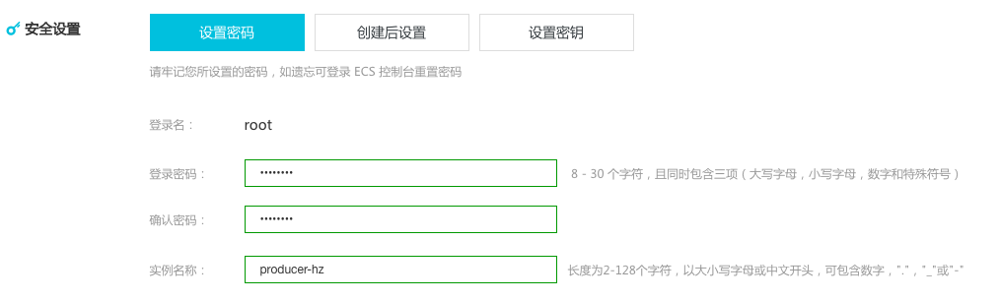 安全设置
设置密码 创建后设置 设置密钥
请牢记您所设置的密码，如遗忘可登录 ECS 控制台重置密码
登录名： root
登录密码： •••••••• 8 - 30 个字符，且同时包含三项（大写字母，小写字母，数字和特殊符号）
确认密码： ••••••••
实例名称： producer-hz 长度为2-128个字符，以大小写字母或中文开头，可包含数字，"."，"_"或"-"